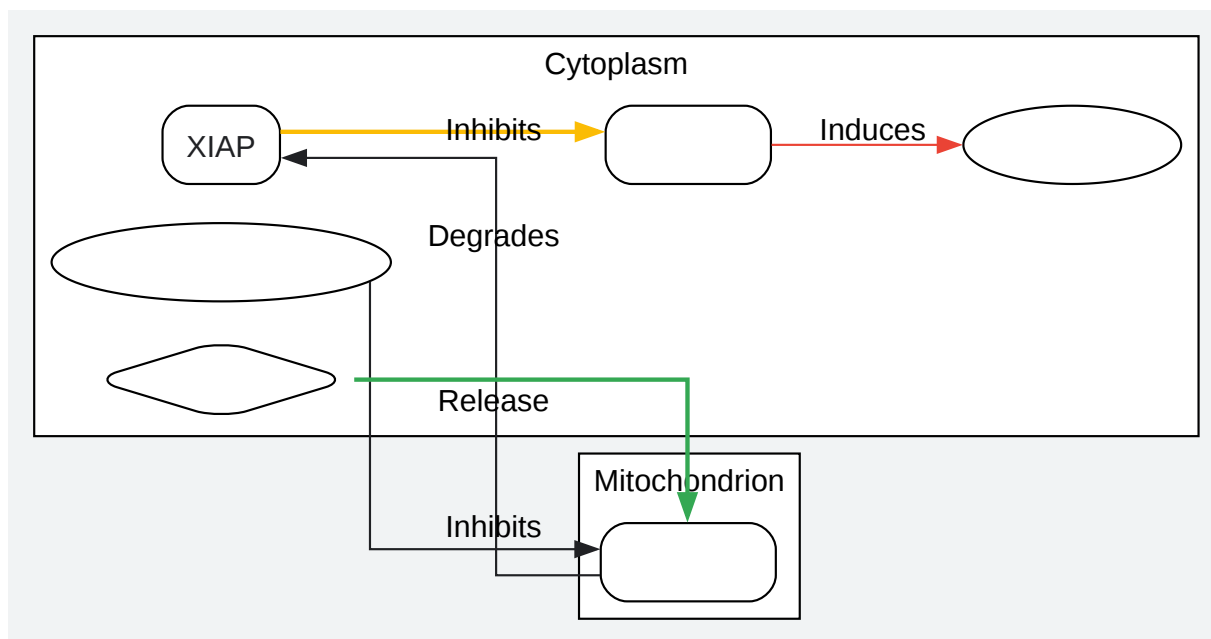 Cytoplasm
XIAP
Inhibits
Induces
Degrades
Release
Mitochondrion
Inhibits